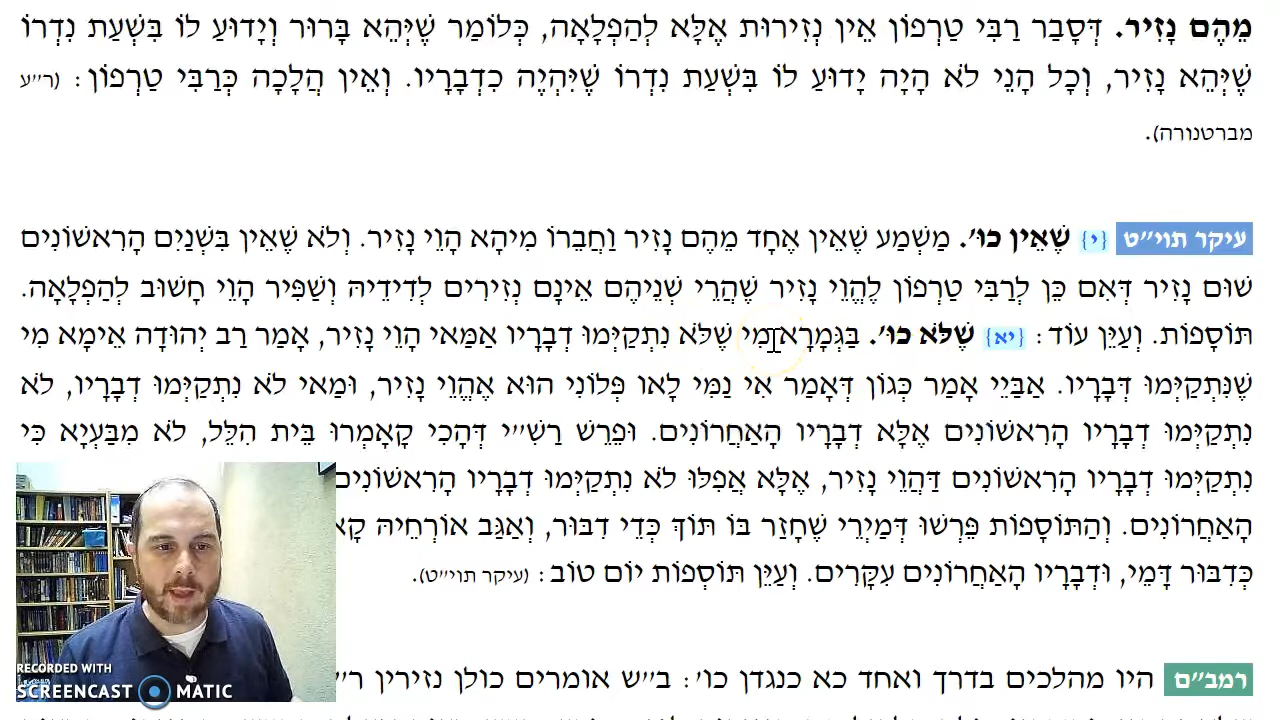 מֵהֶם נָזִיר. דְּסָבַר רַבִּי טַרְפוֹן אֵין נְזִירוּת אֶלָּא לְהַפְלָאָה, כְּלוֹמַר שֶׁיְּהֵא בָּרוּר וְיָדוּעַ לוֹ בִּשְׁעַת נִדְרוֹ
שֶׁיְּהֵא נָזִיר, וְכָל הָנֵי לֹא הָיָה יָדוּעַ לוֹ בִּשְׁעַת נִדְרוֹ שֶׁיִּהְיֶה כִדְבָרָיו. וְאֵין הֲלָכָה כְּרַבִּי טַרְפוֹן: (ר״ע
מברטנורה).
עיקר תוי״ט {י} שֶׁאֵין כוּ׳. מַשְׁמַע שֶׁאֵין אֶחָד מֵהֶם נָזִיר וַחֲבֵרוֹ מִיהָא הָוֵי נָזִיר. וְלֹא שֶׁאֵין בִּשְׁנַיִם הָרִאשׁוֹנִים
שׁוּם נָזִיר דְּאִם כֵּן לְרַבִּי טַרְפוֹן לֶהֱוֵי נָזִיר שֶׁהֲרֵי שְׁנֵיהֶם אֵינָם נְזִירִים לְדִידֵיהּ וְשַׁפִּיר הָוֵי חָשׁוּב לְהַפְלָאָה.
תּוֹסָפוֹת. וְעַיֵּן עוֹד: {יא} שֶׁלֹּא כוּ׳. בַּגְּמָרָא מִי שֶׁלֹּא נִתְקַיְּמוּ דְבָרָיו אַמַּאי הָוֵי נָזִיר, אָמַר רַב יְהוּדָה אֵימָא מִי
שֶׁנִּתְקַיְּמוּ דְּבָרָיו. אַבַּיֵי אָמַר כְּגוֹן דְּאָמַר אִי נַמִּי לָאו פְּלוֹנִי הוּא אֶהֱוֵי נָזִיר, וּמַאי לֹא נִתְקַיְּמוּ דְבָרָיו, לֹא
נִתְקַיְּמוּ דְבָרָיו הָרִאשׁוֹנִים אֶלָּא דְבָרָיו הָאַחֲרוֹנִים. וּפֵרֵשׁ רַשִׁ״י דְּהָכִי קָאָמְרוּ בֵּית הִלֵּל, לֹא מִבַּעְיָא כִּי
נִתְקַיְּמוּ דְבָרָיו הָרִאשׁוֹנִים דַּהֲוֵי נָזִיר, אֶלָּא אֲפִלּוּ לֹא נִתְקַיְּמוּ דְבָרָיו הָרִאשׁוֹנִים
הָאַחֲרוֹנִים. וְהַתּוֹסָפוֹת פֵּרְשׁוּ דְּמַיְרֵי שֶׁחָזַר בּוֹ תּוֹךְ כְּדֵי דִבּוּר, וְאַגַּב אוֹרְחֵיהּ קָא
כְּדִבּוּר דָּמֵי, וּדְבָרָיו הָאַחֲרוֹנִים עִקָּרִים. וְעַיֵּן תּוֹסְפוֹת יוֹם טוֹב: (עיקר תוי״ט).
רמב״ם היו מהלכים בדרך ואחד כא כנגדן כו׳: ב״ש אומרים כולן נזירין ר״
RECORDED WITH
SCREENCAST MATIC